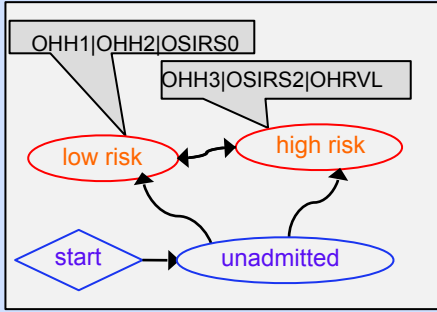 OHH1|OHH2|OSIRS0
OHH3|OSIRS2|OHRVL
low risk
high risk
start
unadmitted